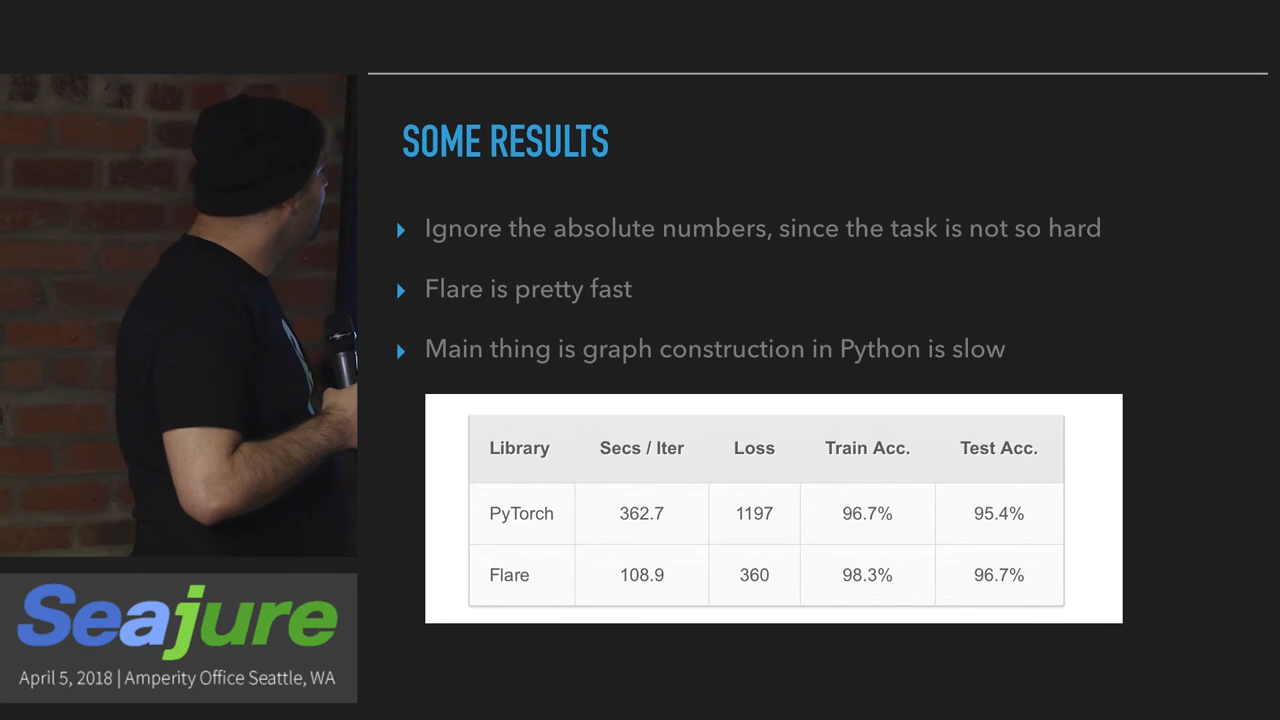 SOME RESULTS
Ignore the absolute numbers, since the task is not so hard
Flare is pretty fast
Main thing is graph construction in Python is slow
Library Secs / Iter Loss Train Acc. Test Acc.
PyTorch 362.7 1197 96.7% 95.4%
Flare 108.9 360 98.3% 96.7%
Seajure
April 5, 2018 | Amperity Office Seattle, WA